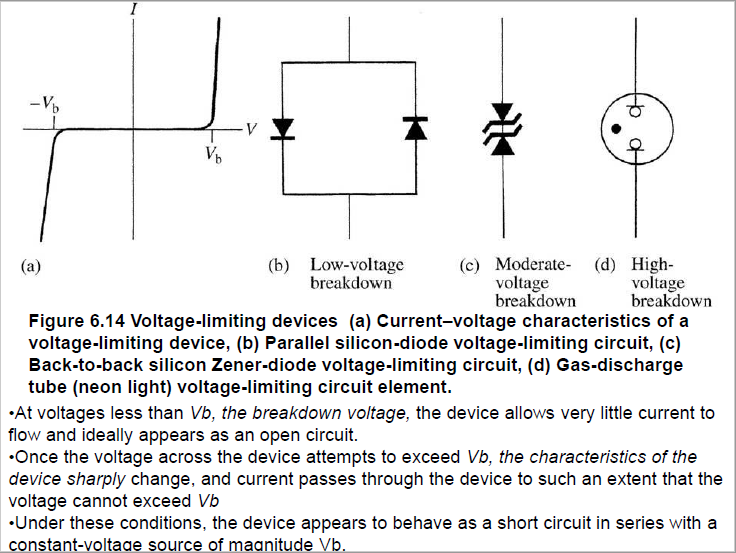 I
−Vb
V
Vb
(a)
(b) Low-voltage
breakdown
(c) Moderate-
voltage
breakdown
(d) High-
voltage
breakdown
Figure 6.14 Voltage-limiting devices (a) Current–voltage characteristics of a
voltage-limiting device, (b) Parallel silicon-diode voltage-limiting circuit, (c)
Back-to-back silicon Zener-diode voltage-limiting circuit, (d) Gas-discharge
tube (neon light) voltage-limiting circuit element.
•At voltages less than Vb, the breakdown voltage, the device allows very little current to
flow and ideally appears as an open circuit.
•Once the voltage across the device attempts to exceed Vb, the characteristics of the
device sharply change, and current passes through the device to such an extent that the
voltage cannot exceed Vb
•Under these conditions, the device appears to behave as a short circuit in series with a
constant-voltage source of magnitude Vb.